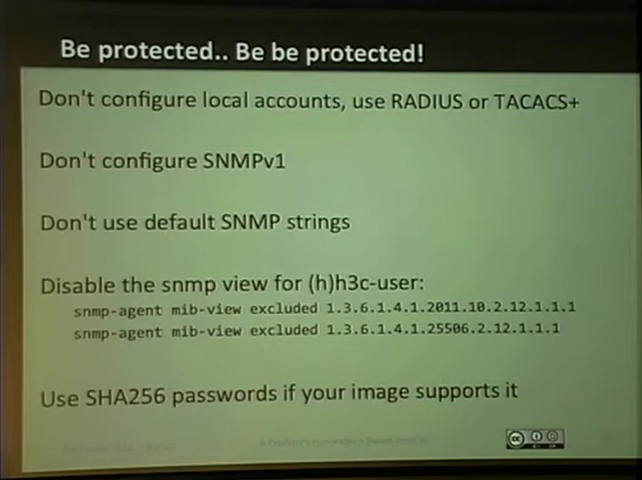 Be protected.. Be be protected!
Don't configure local accounts, use RADIUS or TACACS+
Don't configure SNMPv1
Don't use default SNMP strings
Disable the snmp view for (h)h3c-user:
snmp-agent mib-view excluded 1.3.6.1.4.1.2011.10.2.12.1.1.1
snmp-agent mib-view excluded 1.3.6.1.4.1.25506.2.12.1.1.1
Use SHA256 passwords if your image supports it
cc